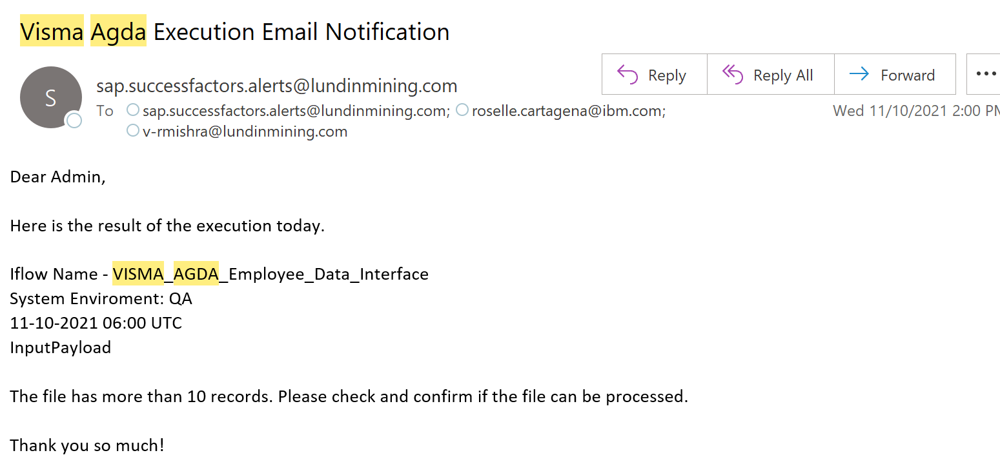 Visma Agda Execution Email Notification
S
sap.successfactors.alerts@lundinmining.com
Reply
Reply All
Forward
To sap.successfactors.alerts@lundinmining.com; roselle.cartagena@ibm.com;
v-rmishra@lundinmining.com
Wed 11/10/2021 2:00 PM
Dear Admin,
Here is the result of the execution today.
Iflow Name - VISMA_AGDA_Employee_Data_Interface
System Enviroment: QA
11-10-2021 06:00 UTC
InputPayload
The file has more than 10 records. Please check and confirm if the file can be processed.
Thank you so much!